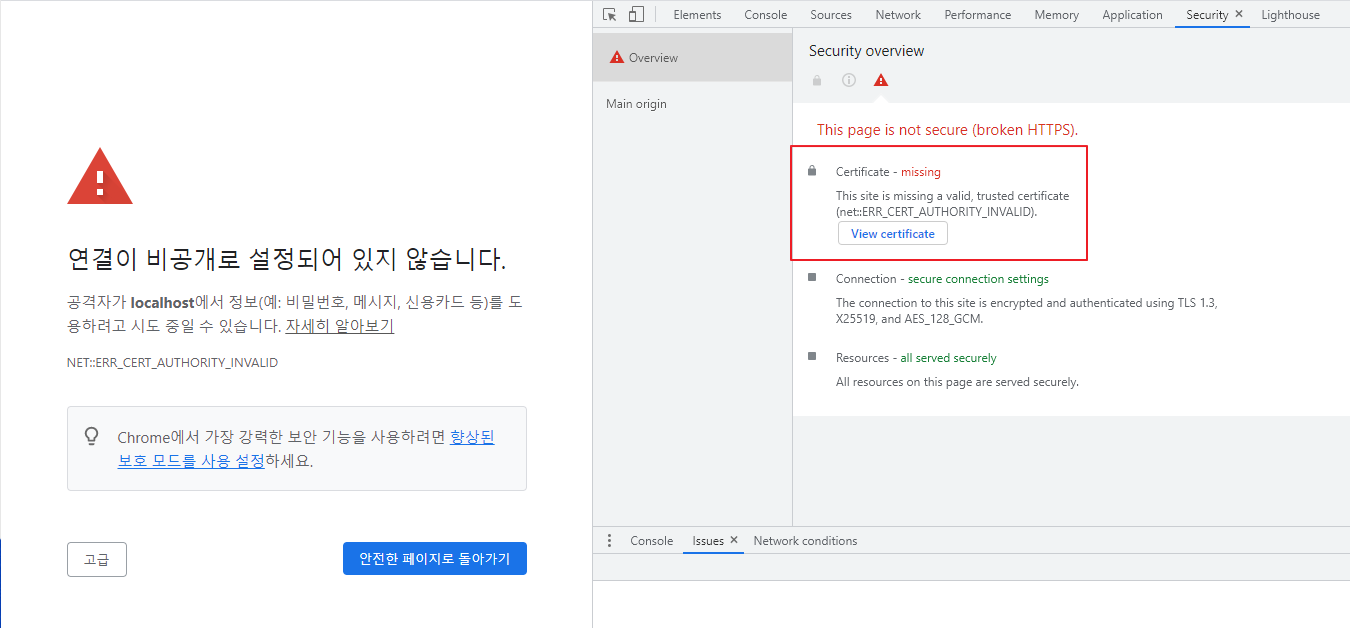 연결이 비공개로 설정되어 있지 않습니다.
공격자가 localhost에서 정보(예: 비밀번호, 메시지, 신용카드 등)를 도
용하려고 시도 중일 수 있습니다. 자세히 알아보기
NET::ERR_CERT_AUTHORITY_INVALID
Chrome에서 가장 강력한 보안 기능을 사용하려면 향상된
보호 모드를 사용 설정하세요.
고급
안전한 페이지로 돌아가기
Elements Console Sources Network Performance Memory Application Security × Lighthouse
Overview
Main origin
Security overview
This page is not secure (broken HTTPS).
Certificate - missing
This site is missing a valid, trusted certificate
(net::ERR_CERT_AUTHORITY_INVALID).
View certificate
Connection - secure connection settings
The connection to this site is encrypted and authenticated using TLS 1.3,
X25519, and AES_128_GCM.
Resources - all served securely
All resources on this page are served securely.
Console Issues × Network conditions